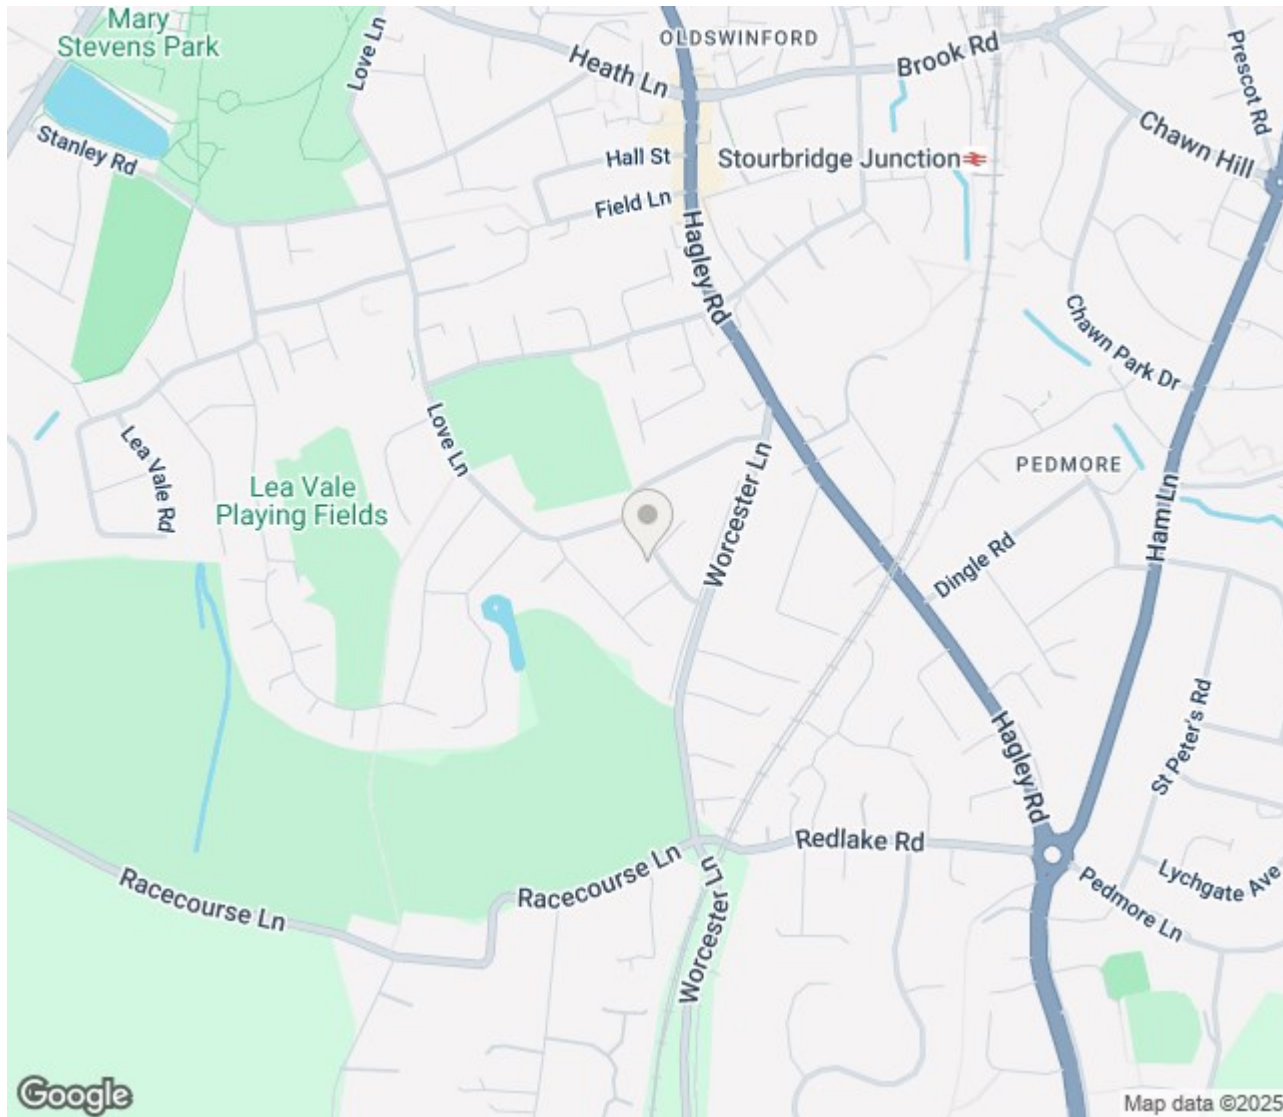 Mary
Stevens Park
Love Ln
OLDSWINFORD
Heath Ln
Brook Rd
Prescot Rd
Stanley Rd
Hall St
Stourbridge Junction
Chawn Hill
Field Ln
Hagley Rd
Chawn Park Dr
Love Ln
Lea Vale Rd
Worcester Ln
PEDMORE
Lea Vale
Playing Fields
Ham Ln
Dingle Rd
St Peter's Rd
Hagley Rd
Redlake Rd
Racecourse Ln
Racecourse Ln
Worcester Ln
Lychgate Ave
Pedmore Ln
Google
Map data ©2025